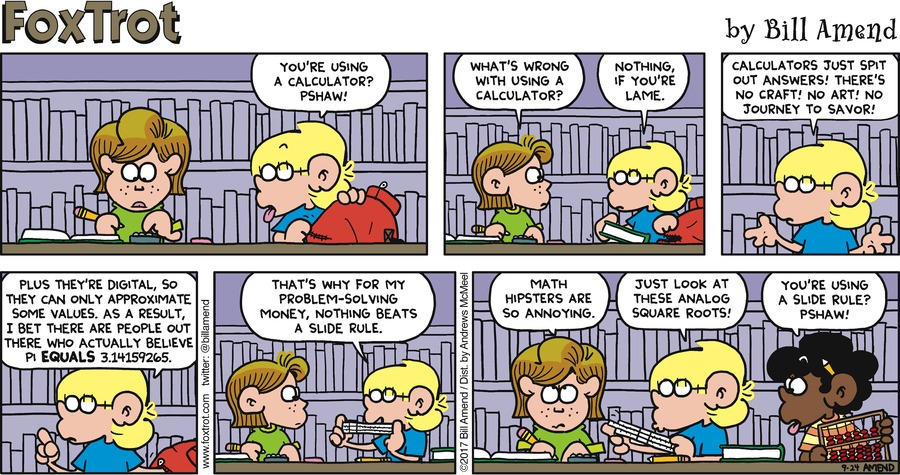 FOXTROT
by Bill Amend
YOU'RE USING
A CALCULATOR?
PSHAW!
WHAT'S WRONG
WITH USING A
CALCULATOR?
NOTHING,
IF YOU'RE
LAME.
CALCULATORS JUST SPIT
OUT ANSWERS! THERE'S
NO CRAFT! NO ART! NO
JOURNEY TO SAVOR!
PLUS THEY'RE DIGITAL, SO
THEY CAN ONLY APPROXIMATE
SOME VALUES. AS A RESULT,
I BET THERE ARE PEOPLE OUT
THERE WHO ACTUALLY BELIEVE
PI EQUALS 3.14159265.
www.foxtrot.com twitter: @billamend
THAT'S WHY FOR MY
PROBLEM-SOLVING
MONEY, NOTHING BEATS
A SLIDE RULE.
©2017 Bill Amend / Dist. by Andrews McMeel
MATH
HIPSTERS ARE
SO ANNOYING.
JUST LOOK AT
THESE ANALOG
SQUARE ROOTS!
YOU'RE USING
A SLIDE RULE?
PSHAW!
9-24 AMEND